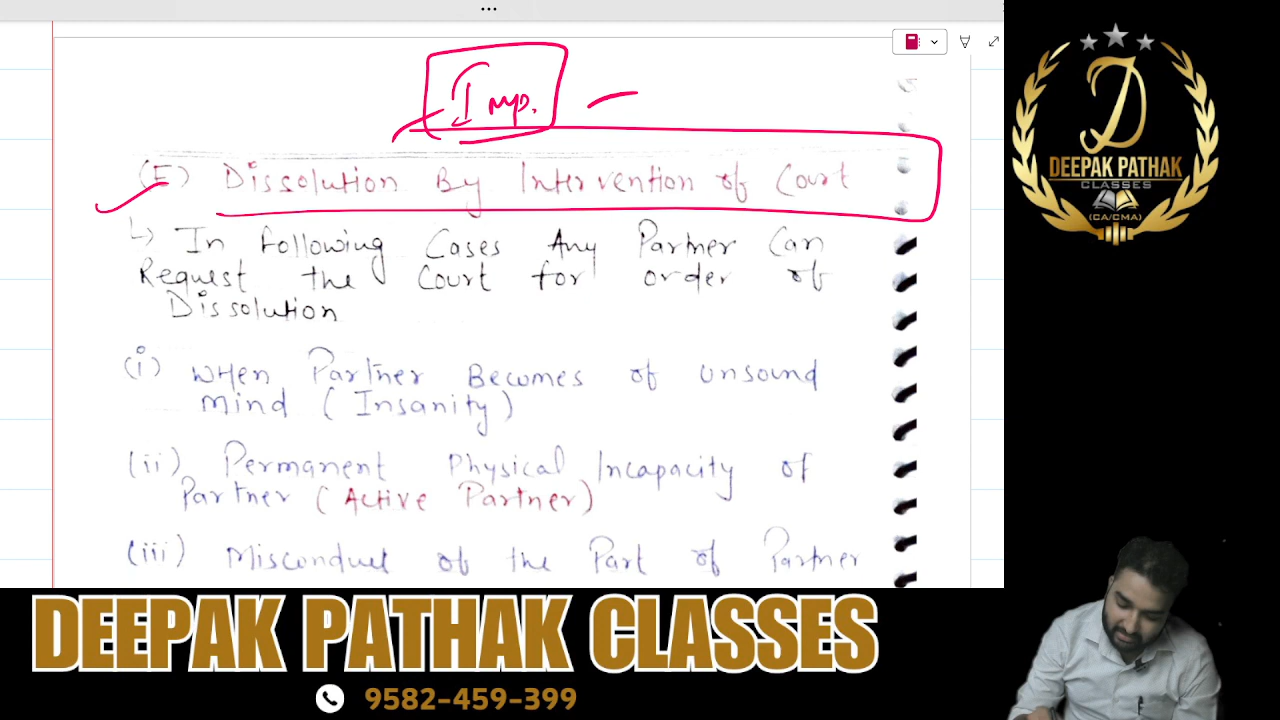 Imp.
(E) Dissolution By Intervention of Court
In Following Cases Any Partner Can
Request the Court for order of
Dissolution
(i) WHen Partner Becomes of unsound
mind (Insanity)
(ii) Permanent Physical Incapacity of
Partner (Active Partner)
(iii) Misconduct of the Part of Partner
D
DEEPAK PATHAK
CLASSES
(CA/CMA)
DEEPAK PATHAK CLASSES
9582-459-399